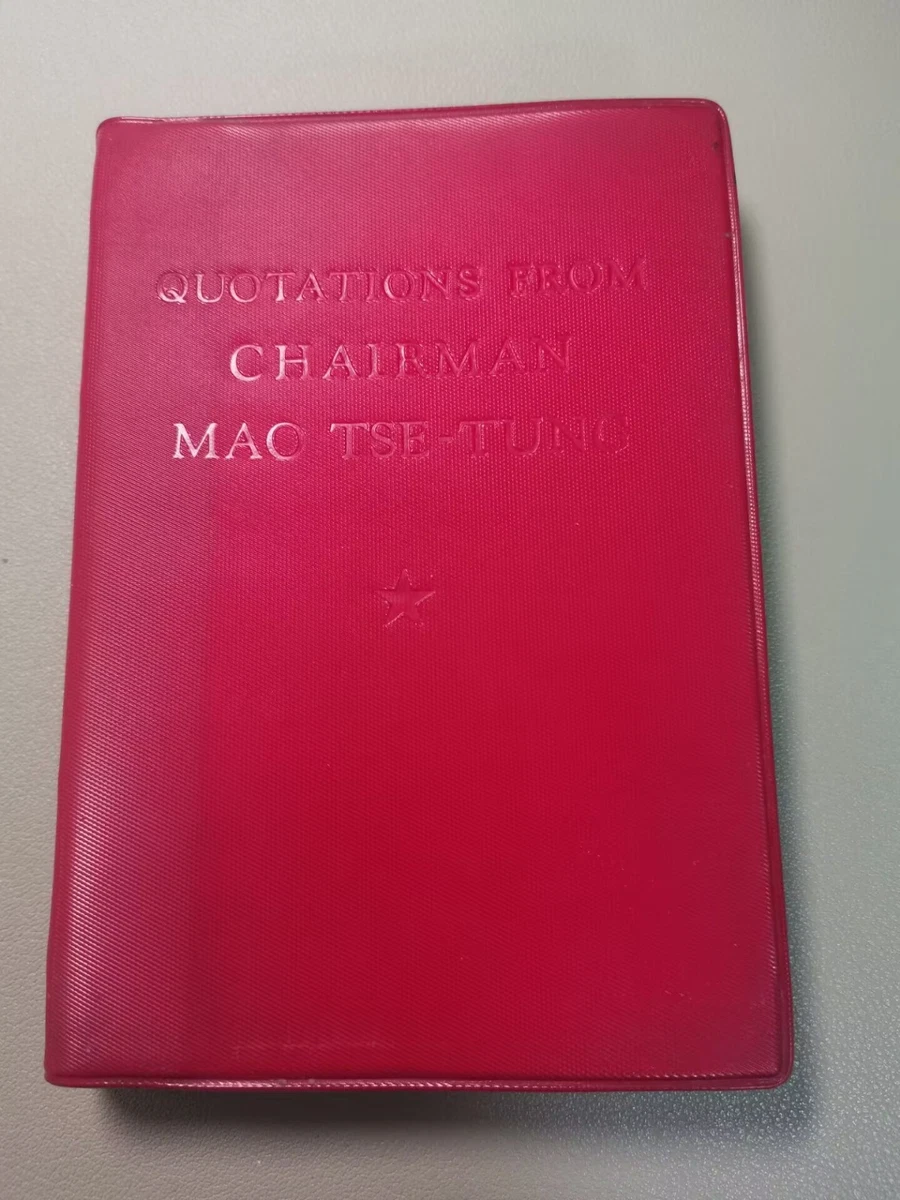 QUOTATIONS FROM
CHAIRMAN
MAO TSE-TUNG